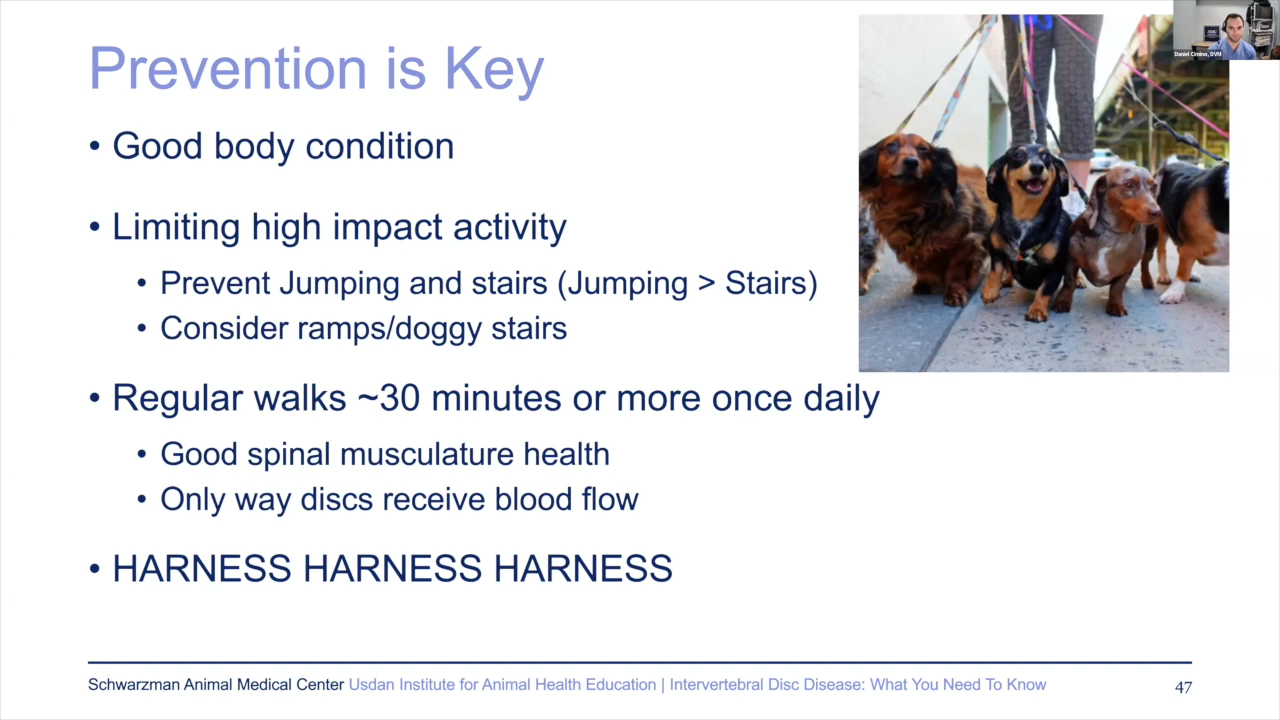 Prevention is Key
• Good body condition
• Limiting high impact activity
• Prevent Jumping and stairs (Jumping > Stairs)
• Consider ramps/doggy stairs
• Regular walks ~30 minutes or more once daily
• Good spinal musculature health
• Only way discs receive blood flow
• HARNESS HARNESS HARNESS
Schwarzman Animal Medical Center Usdan Institute for Animal Health Education | Intervertebral Disc Disease: What You Need To Know
47
Daniel Cimino, DVM